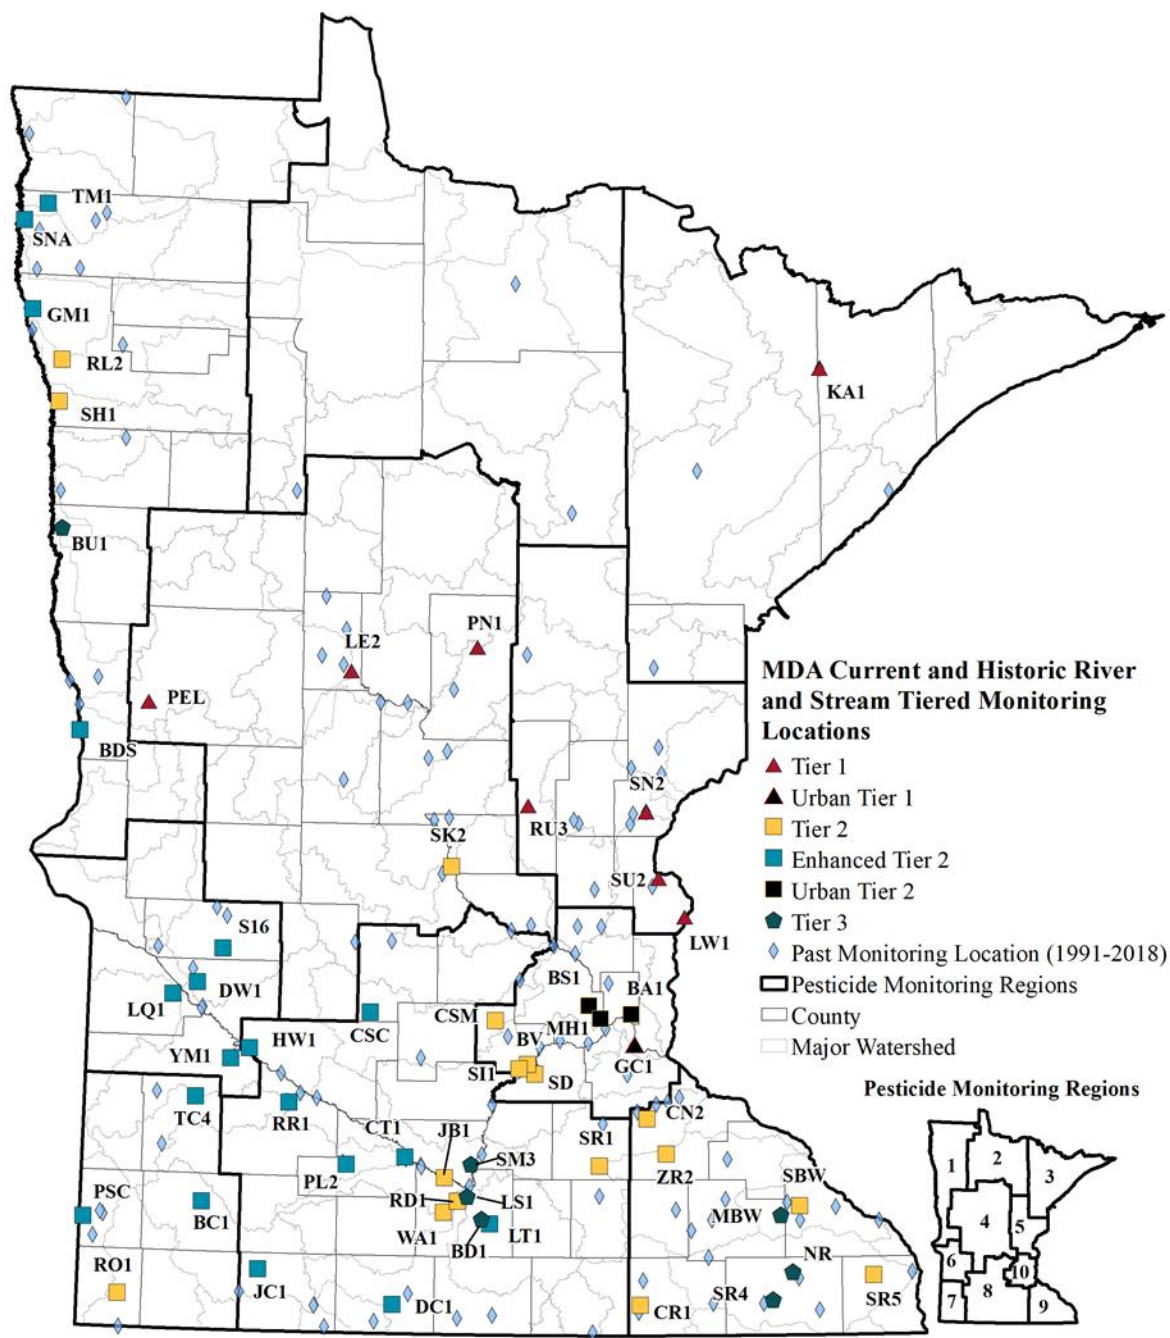 TM1
SNA
GM1
RL2
SH1
KA1
BU1
PN1
LE2
PEL
BDS
MDA Current and Historic River
and Stream Tiered Monitoring
Locations
Tier 1
Urban Tier 1
Tier 2
Enhanced Tier 2
Urban Tier 2
Tier 3
Past Monitoring Location (1991-2018)
Pesticide Monitoring Regions
County
Major Watershed
SN2
RU3
SK2
SU2
LW1
S16
DW1
LQ1
BS1
BA1
CSC
CSM
MH1
BV
HW1
YM1
GC1
SI1
SD
TC4
RR1
CT1
JB1
SR1
CN2
SM3
PL2
ZR2
PSC
BC1
RD1
LS1
SBW
MBW
WA1
BD1
LT1
RO1
JC1
DC1
NR
SR4
SR5
CR1
Pesticide Monitoring Regions
1
2
3
4
5
6
7
8
9
10